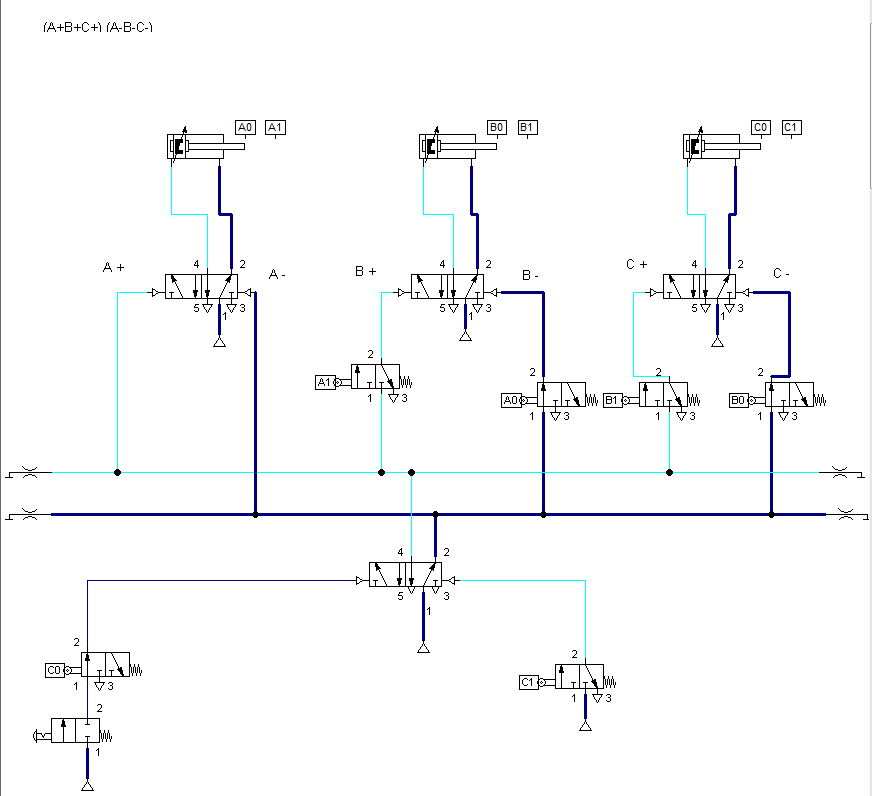 (A+B+C+) (A-B-C-)
A0 A1 B0 B1 C0 C1
4 2 4 2 4 2
A + A - B + B - C + C -
5 1 3 5 1 3 5 1 3
2 2 2 2
A1 1 3 A0 1 3 B1 1 3 B0 1 3
4 2
5 1 3
2 2
C0 1 3 C1 1 3
2
1